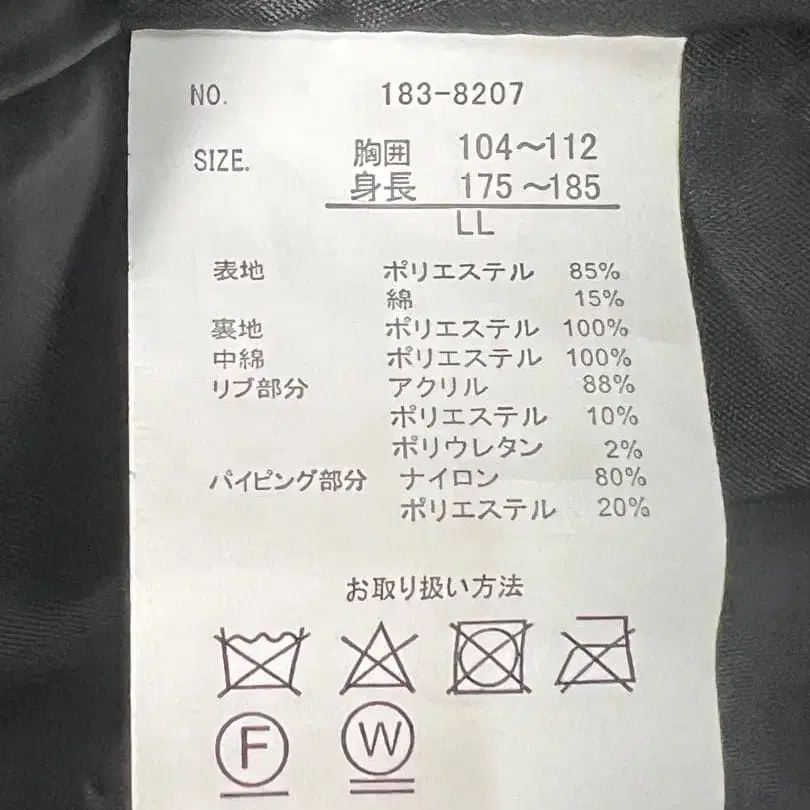 NO. 183-8207
SIZE. 胸囲 104～112
身長 175～185
LL
表地 ポリエステル 85%
綿 15%
裏地 ポリエステル 100%
中綿 ポリエステル 100%
リブ部分 アクリル 88%
ポリエステル 10%
ポリウレタン 2%
パイピング部分 ナイロン 80%
ポリエステル 20%
お取り扱い方法
F W